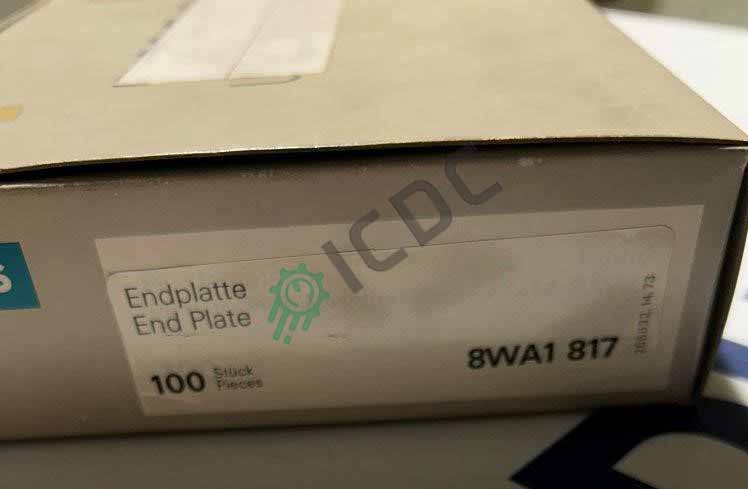 ICDC
S
Endplatte
End Plate
100 Stück
Pieces
8WA1 817